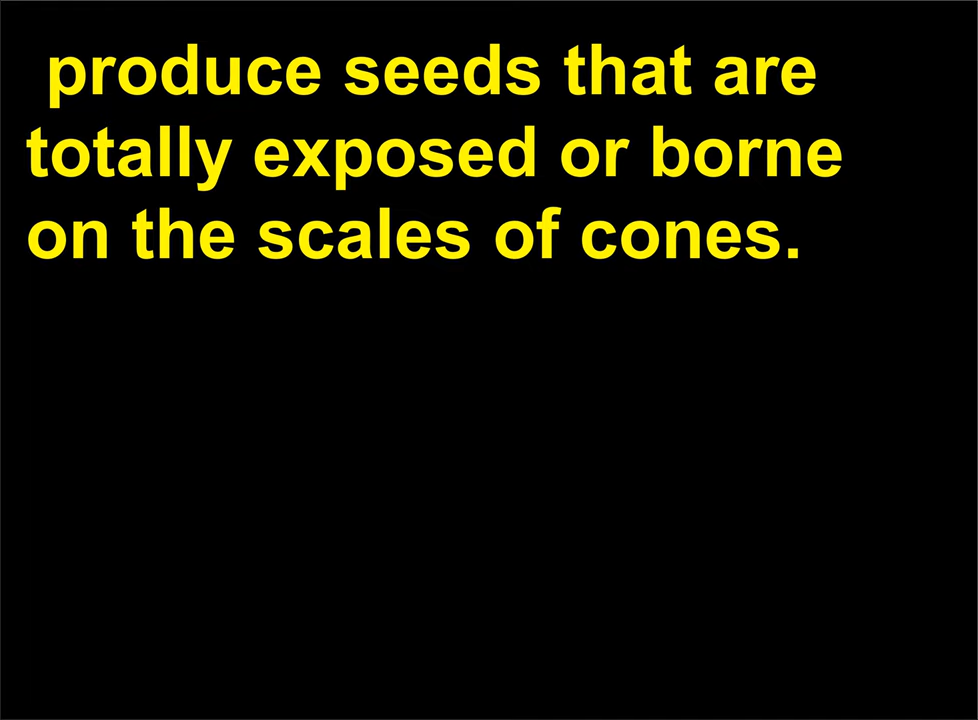 produce seeds that are
totally exposed or borne
on the scales of cones.